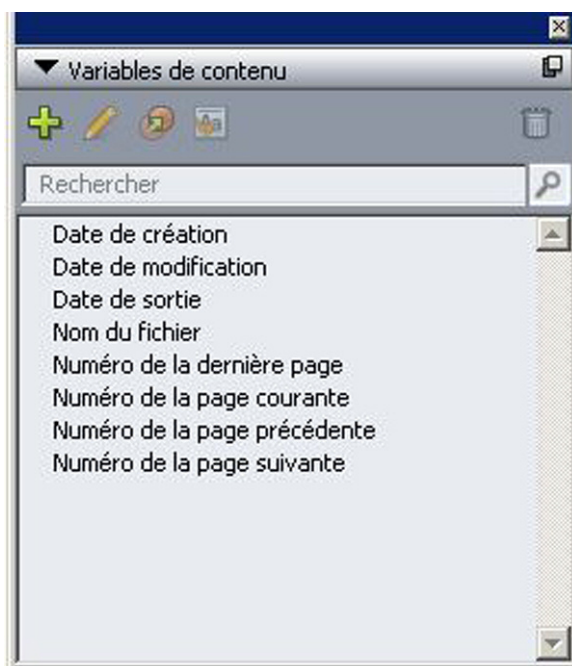 Variables de contenu
Rechercher
Date de création
Date de modification
Date de sortie
Nom du fichier
Numéro de la dernière page
Numéro de la page courante
Numéro de la page précédente
Numéro de la page suivante